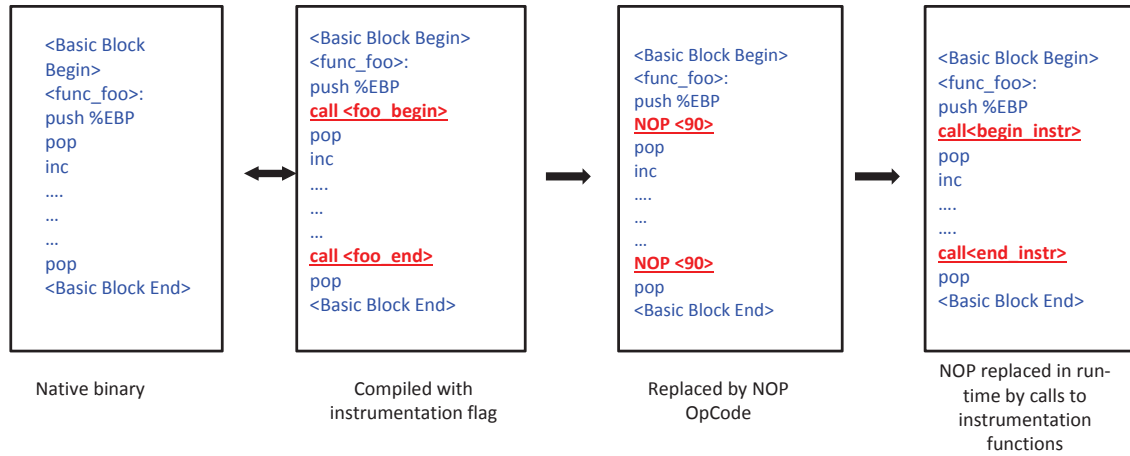 <Basic Block
Begin>
<func_foo>:
push %EBP
pop
inc
….
…
…
pop
<Basic Block End>
Native binary
<Basic Block Begin>
<func_foo>:
push %EBP
call <foo_begin>
pop
inc
….
…
…
call <foo_end>
pop
<Basic Block End>
Compiled with
instrumentation flag
<Basic Block Begin>
<func_foo>:
push %EBP
NOP <90>
pop
inc
….
…
…
NOP <90>
pop
<Basic Block End>
Replaced by NOP
OpCode
<Basic Block Begin>
<func_foo>:
push %EBP
call<begin_instr>
pop
inc
….
….
call<end_instr>
pop
<Basic Block End>
NOP replaced in run-
time by calls to
instrumentation
functions